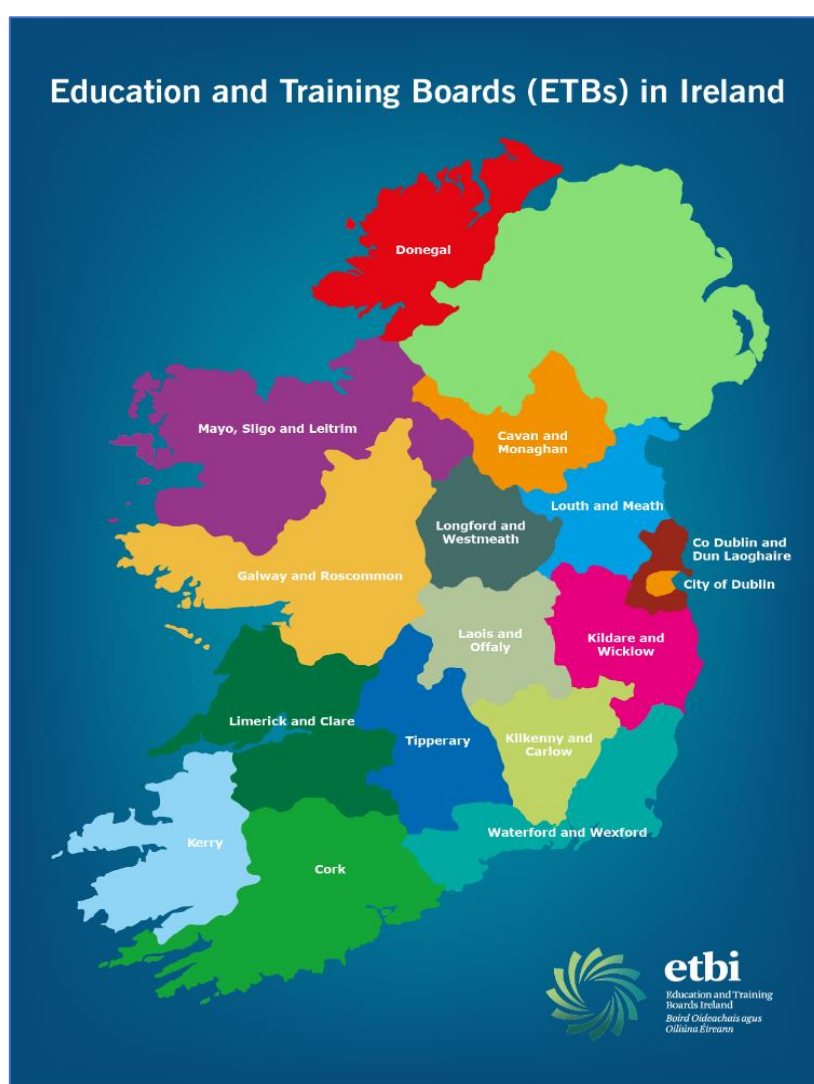 Education and Training Boards (ETBs) in Ireland
Donegal
Mayo, Sligo and Leitrim
Cavan and
Monaghan
Louth and Meath
Longford and
Westmeath
Co Dublin and
Dun Laoghaire
City of Dublin
Galway and Roscommon
Laois and
Offaly
Kildare and
Wicklow
Limerick and Clare
Tipperary
Kilkenny and
Carlow
Waterford and Wexford
Kerry
Cork
etbi
Education and Training
Boards Ireland
Boird Oideachais agus
Oiliúna Éireann